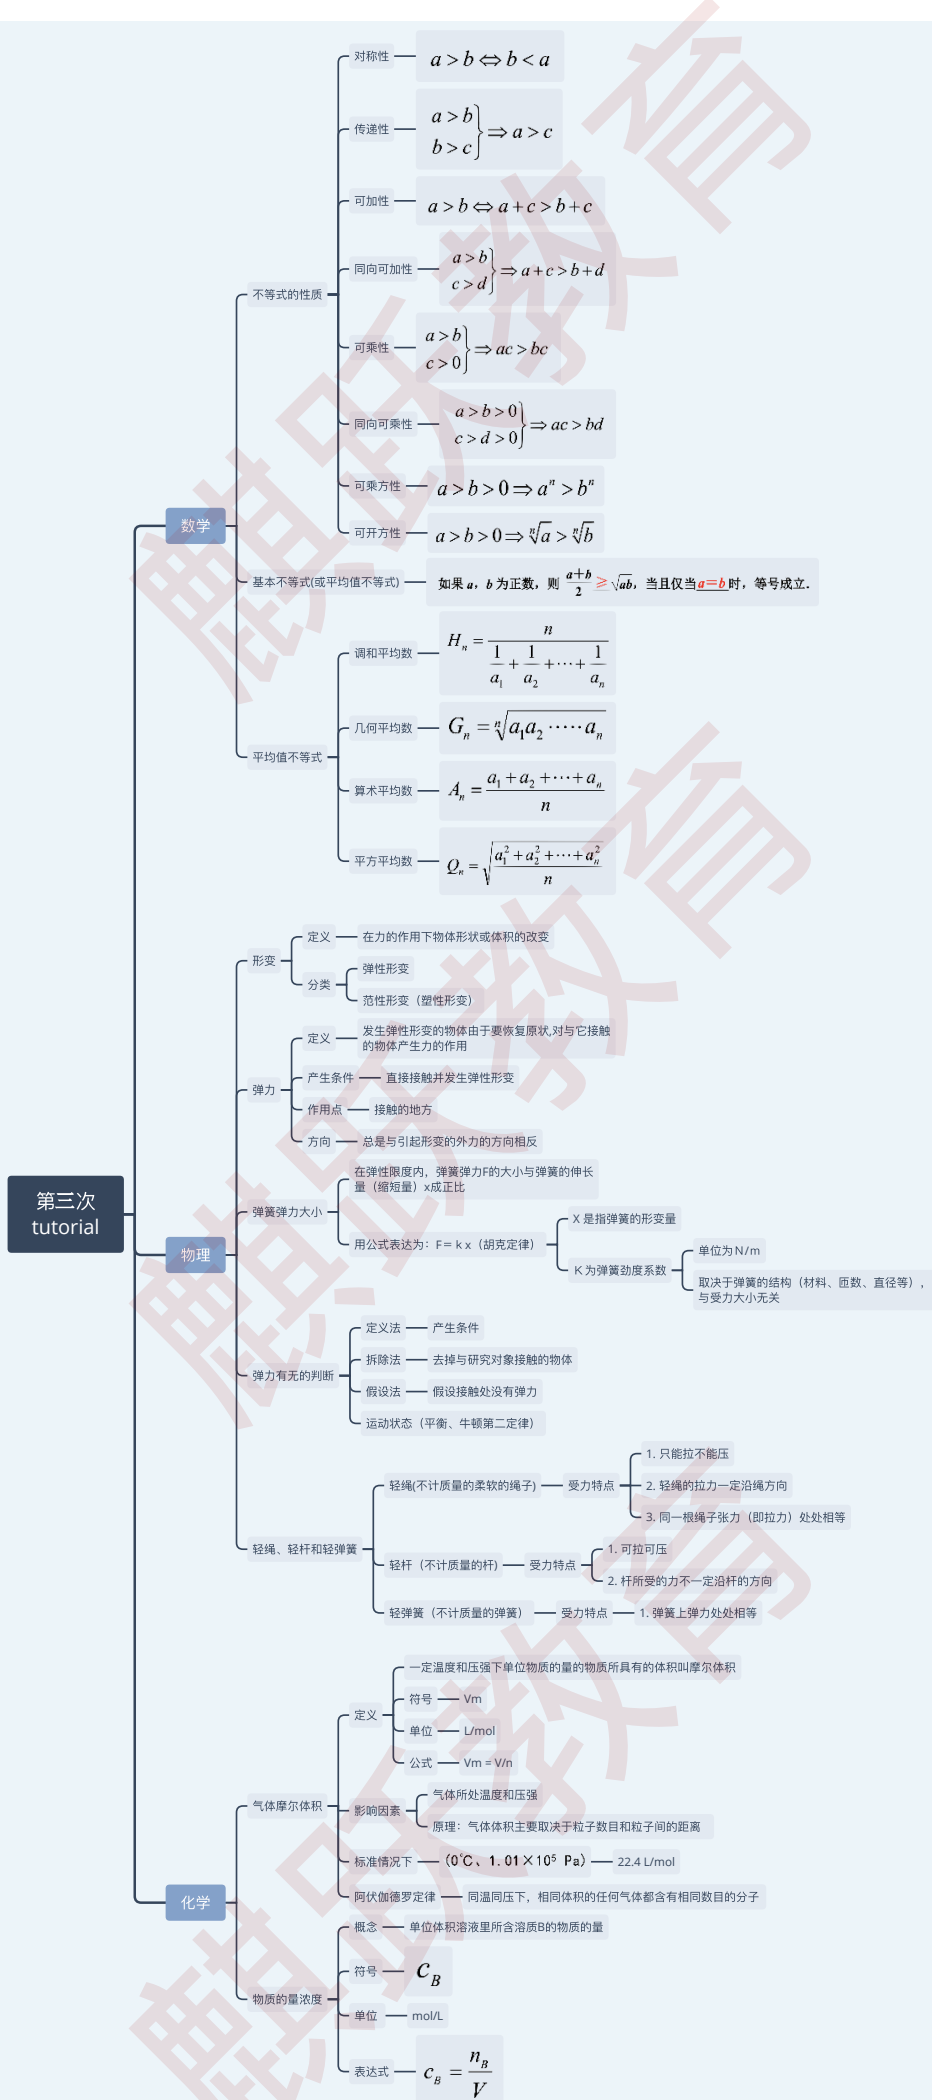 第三次
tutorial
数学
不等式的性质
对称性
a > b ⇔ b < a
传递性
a > b
b > c } ⇒ a > c
可加性
a > b ⇔ a + c > b + c
同向可加性
a > b
c > d } ⇒ a + c > b + d
可乘性
a > b
c > 0 } ⇒ ac > bc
同向可乘性
a > b > 0
c > d > 0 } ⇒ ac > bd
可乘方性
a > b > 0 ⇒ aⁿ > bⁿ
可开方性
a > b > 0 ⇒ ⁿ√a > ⁿ√b
基本不等式(或平均值不等式)
如果 a，b 为正数，则 (a+b)/2 ≥ √ab，当且仅当a＝b时，等号成立.
平均值不等式
调和平均数
Hₙ = n / (1/a₁ + 1/a₂ + ··· + 1/aₙ)
几何平均数
Gₙ = ⁿ√(a₁a₂ ····· aₙ)
算术平均数
Aₙ = (a₁ + a₂ + ··· + aₙ) / n
平方平均数
Qₙ = √((a₁² + a₂² + ··· + aₙ²) / n)
物理
形变
定义
在力的作用下物体形状或体积的改变
分类
弹性形变
范性形变（塑性形变）
弹力
定义
发生弹性形变的物体由于要恢复原状,对与它接触
的物体产生力的作用
产生条件
直接接触并发生弹性形变
作用点
接触的地方
方向
总是与引起形变的外力的方向相反
弹簧弹力大小
在弹性限度内，弹簧弹力F的大小与弹簧的伸长
量（缩短量）x成正比
用公式表达为：F＝k x（胡克定律）
X 是指弹簧的形变量
K 为弹簧劲度系数
单位为N/m
取决于弹簧的结构（材料、匝数、直径等），
与受力大小无关
弹力有无的判断
定义法
产生条件
拆除法
去掉与研究对象接触的物体
假设法
假设接触处没有弹力
运动状态（平衡、牛顿第二定律）
轻绳、轻杆和轻弹簧
轻绳(不计质量的柔软的绳子)
受力特点
1. 只能拉不能压
2. 轻绳的拉力一定沿绳方向
3. 同一根绳子张力（即拉力）处处相等
轻杆（不计质量的杆)
受力特点
1. 可拉可压
2. 杆所受的力不一定沿杆的方向
轻弹簧（不计质量的弹簧）
受力特点
1. 弹簧上弹力处处相等
化学
气体摩尔体积
定义
一定温度和压强下单位物质的量的物质所具有的体积叫摩尔体积
符号
Vm
单位
L/mol
公式
Vm = V/n
影响因素
气体所处温度和压强
原理：气体体积主要取决于粒子数目和粒子间的距离
标准情况下
(0℃、1.01×10⁵ Pa)
22.4 L/mol
阿伏伽德罗定律
同温同压下，相同体积的任何气体都含有相同数目的分子
物质的量浓度
概念
单位体积溶液里所含溶质B的物质的量
符号
c_B
单位
mol/L
表达式
c_B = n_B / V
麒跃教育
麒跃教育
麒跃教育